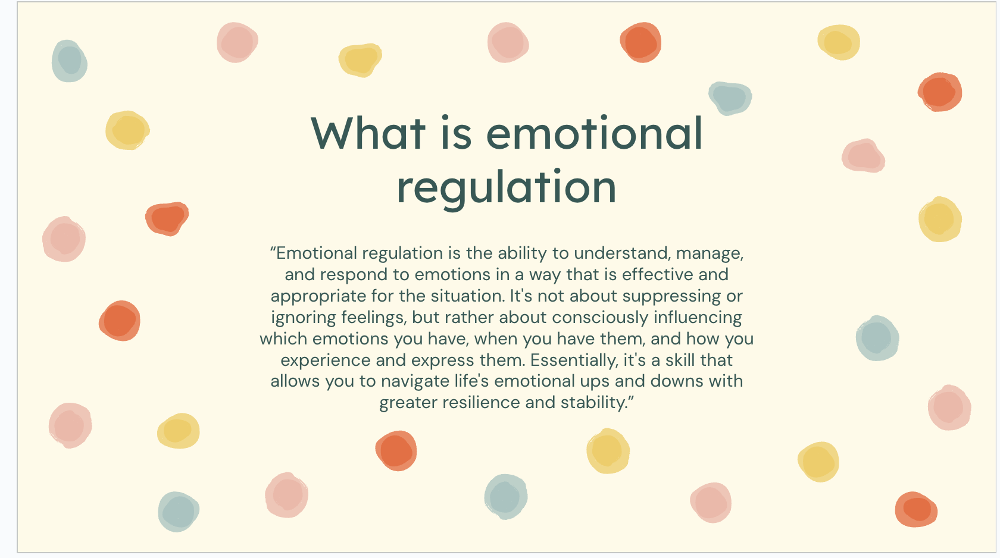 What is emotional
regulation
“Emotional regulation is the ability to understand, manage,
and respond to emotions in a way that is effective and
appropriate for the situation. It's not about suppressing or
ignoring feelings, but rather about consciously influencing
which emotions you have, when you have them, and how you
experience and express them. Essentially, it's a skill that
allows you to navigate life's emotional ups and downs with
greater resilience and stability.”